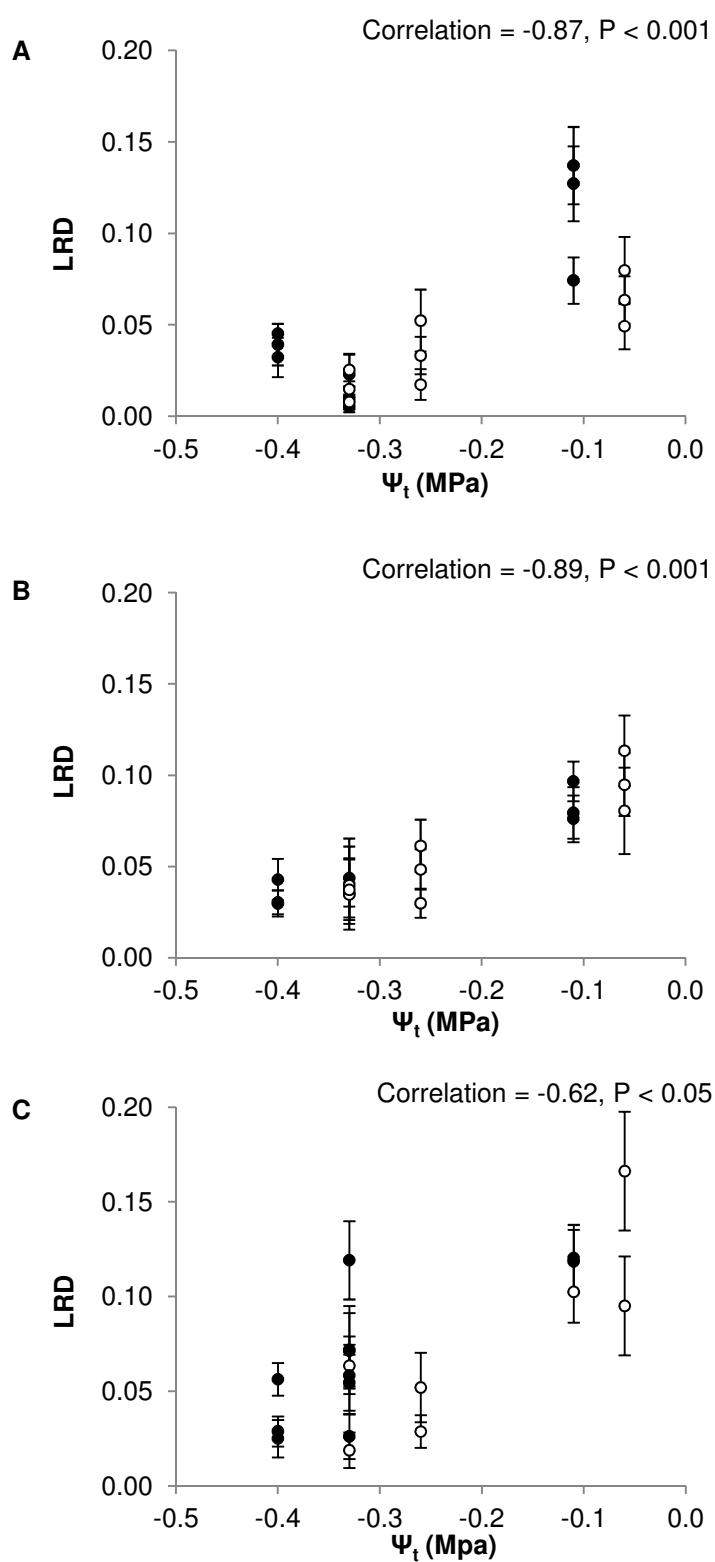 A
Correlation = -0.87, P < 0.001
0.20
0.15
0.10
0.05
0.00
LRD
-0.5 -0.4 -0.3 -0.2 -0.1 0.0
Ψt (MPa)
B
Correlation = -0.89, P < 0.001
0.20
0.15
0.10
0.05
0.00
LRD
-0.5 -0.4 -0.3 -0.2 -0.1 0.0
Ψt (MPa)
C
Correlation = -0.62, P < 0.05
0.20
0.15
0.10
0.05
0.00
LRD
-0.5 -0.4 -0.3 -0.2 -0.1 0.0
Ψt (Mpa)